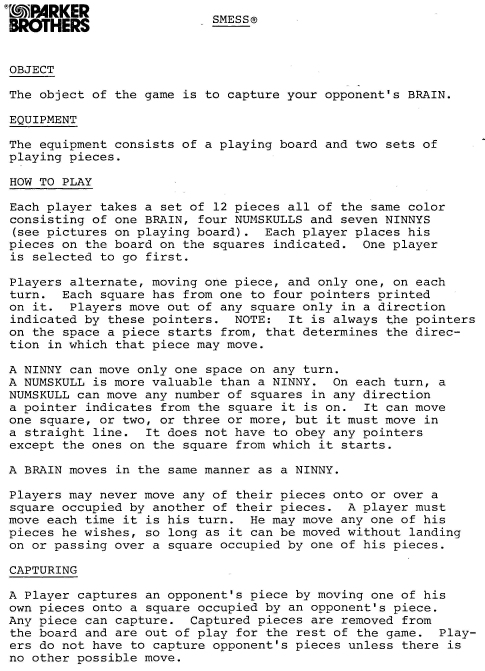 PARKER
BROTHERS
SMESS®
OBJECT
The object of the game is to capture your opponent's BRAIN.
EQUIPMENT
The equipment consists of a playing board and two sets of
playing pieces.
HOW TO PLAY
Each player takes a set of 12 pieces all of the same color
consisting of one BRAIN, four NUMSKULLS and seven NINNYS
(see pictures on playing board).  Each player places his
pieces on the board on the squares indicated.  One player
is selected to go first.
Players alternate, moving one piece, and only one, on each
turn.  Each square has from one to four pointers printed
on it.  Players move out of any square only in a direction
indicated by these pointers.  NOTE:  It is always the pointers
on the space a piece starts from, that determines the direc-
tion in which that piece may move.
A NINNY can move only one space on any turn.
A NUMSKULL is more valuable than a NINNY.  On each turn, a
NUMSKULL can move any number of squares in any direction
a pointer indicates from the square it is on.  It can move
one square, or two, or three or more, but it must move in
a straight line.  It does not have to obey any pointers
except the ones on the square from which it starts.
A BRAIN moves in the same manner as a NINNY.
Players may never move any of their pieces onto or over a
square occupied by another of their pieces.  A player must
move each time it is his turn.  He may move any one of his
pieces he wishes, so long as it can be moved without landing
on or passing over a square occupied by one of his pieces.
CAPTURING
A Player captures an opponent's piece by moving one of his
own pieces onto a square occupied by an opponent's piece.
Any piece can capture.  Captured pieces are removed from
the board and are out of play for the rest of the game.  Play-
ers do not have to capture opponent's pieces unless there is
no other possible move.